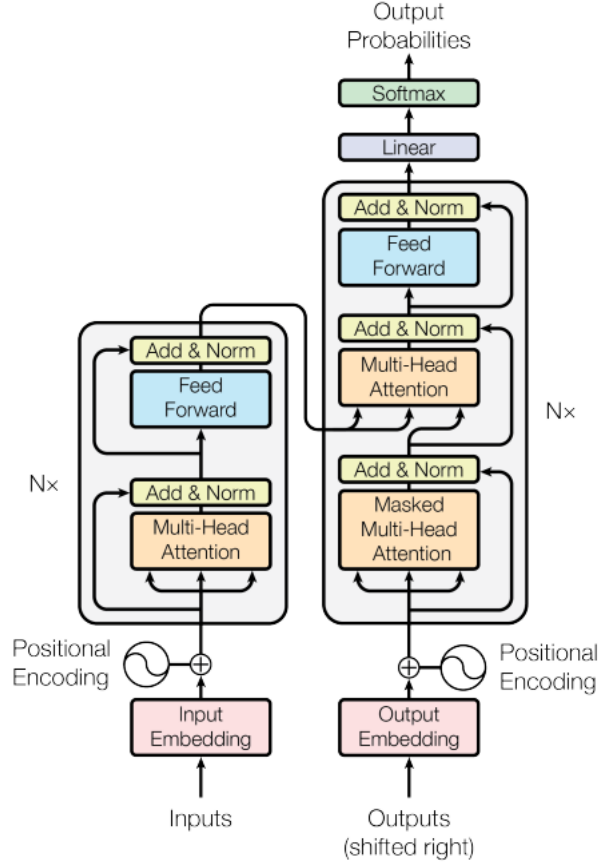 Output
Probabilities
Softmax
Linear
Add & Norm
Feed
Forward
Add & Norm
Multi-Head
Attention
Add & Norm
Masked
Multi-Head
Attention
N×
Add & Norm
Feed
Forward
Add & Norm
Multi-Head
Attention
N×
Positional
Encoding
Positional
Encoding
Input
Embedding
Output
Embedding
Inputs
Outputs
(shifted right)